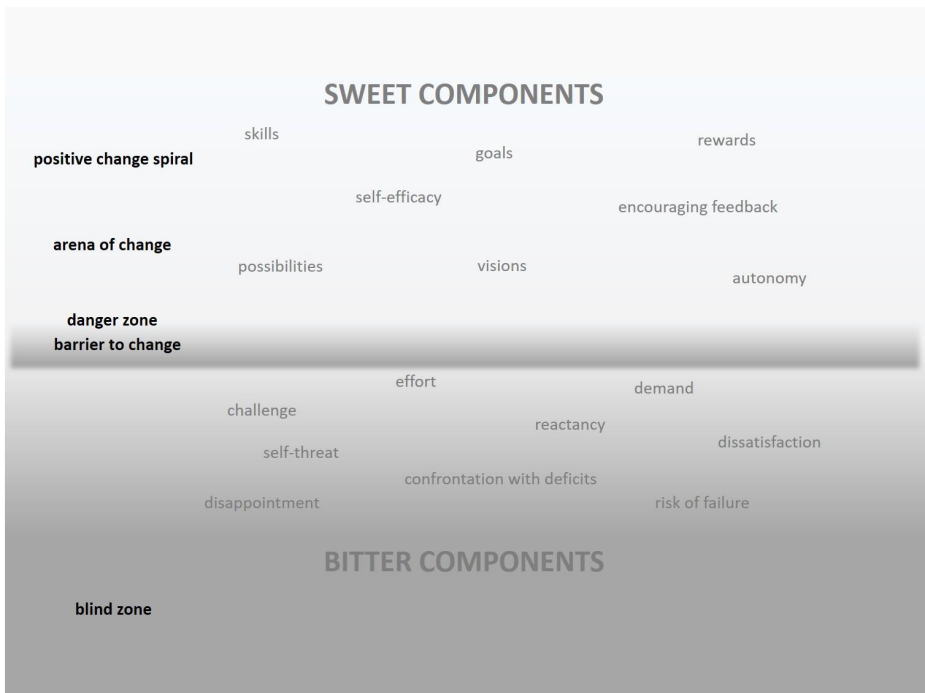 SWEET COMPONENTS
skills
rewards
goals
positive change spiral
self-efficacy
encouraging feedback
arena of change
possibilities
visions
autonomy
danger zone
barrier to change
effort
demand
challenge
reactancy
dissatisfaction
self-threat
confrontation with deficits
disappointment
risk of failure
BITTER COMPONENTS
blind zone